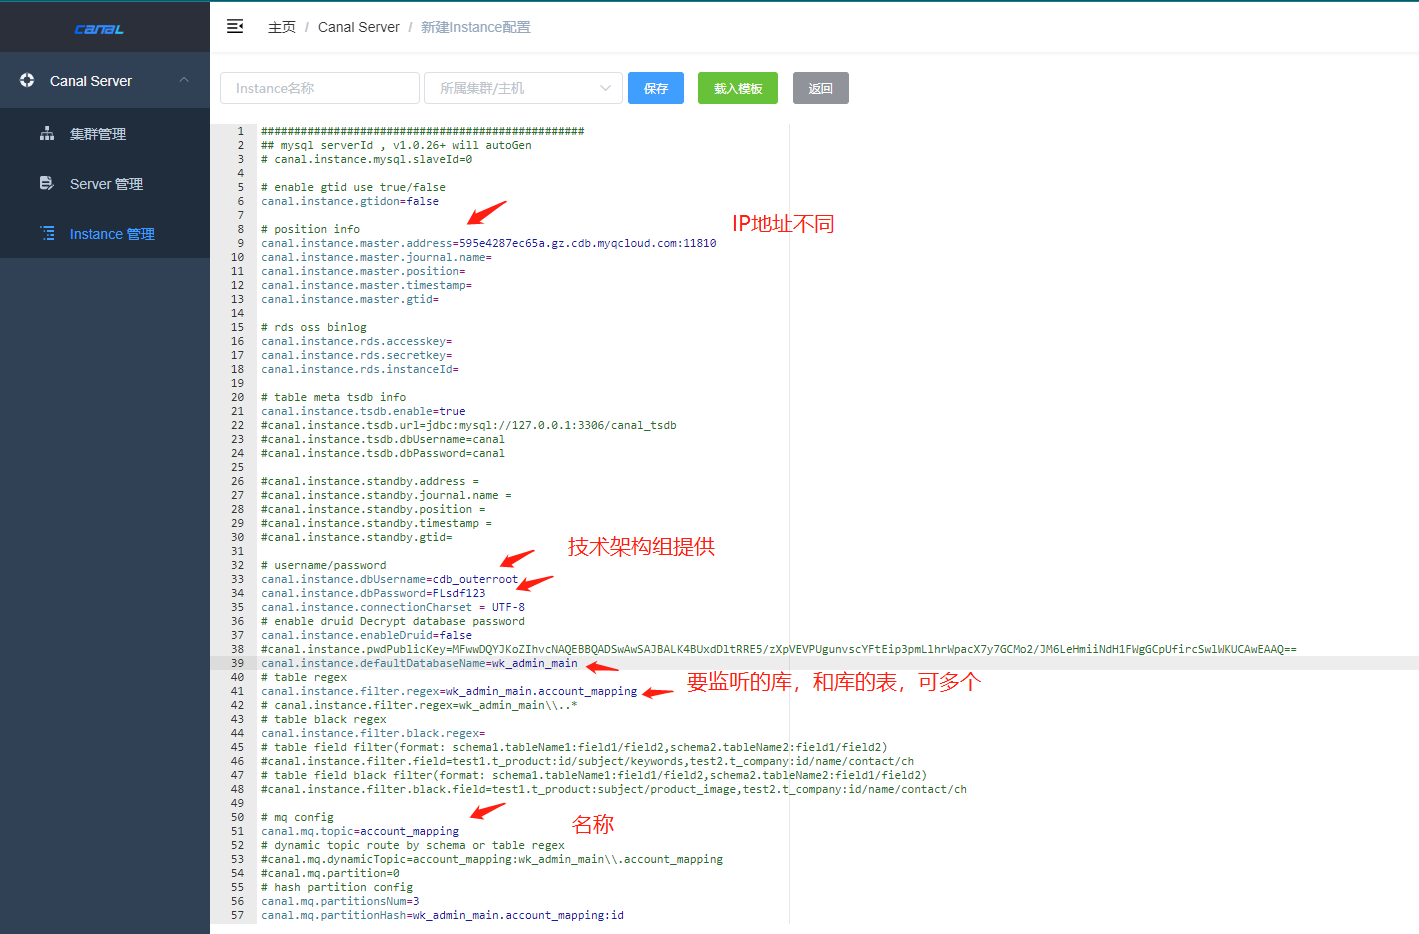 canal
主页 / Canal Server / 新建Instance配置
Canal Server
集群管理
Server 管理
Instance 管理
Instance名称
所属集群/主机
保存
载入模板
返回
1 #################################################
2 ## mysql serverId , v1.0.26+ will autoGen
3 # canal.instance.mysql.slaveId=0
4
5 # enable gtid use true/false
6 canal.instance.gtidon=false
7
8 # position info
IP地址不同
9 canal.instance.master.address=595e4287ec65a.gz.cdb.myqcloud.com:11810
10 canal.instance.master.journal.name=
11 canal.instance.master.position=
12 canal.instance.master.timestamp=
13 canal.instance.master.gtid=
14
15 # rds oss binlog
16 canal.instance.rds.accesskey=
17 canal.instance.rds.secretkey=
18 canal.instance.rds.instanceId=
19
20 # table meta tsdb info
21 canal.instance.tsdb.enable=true
22 #canal.instance.tsdb.url=jdbc:mysql://127.0.0.1:3306/canal_tsdb
23 #canal.instance.tsdb.dbUsername=canal
24 #canal.instance.tsdb.dbPassword=canal
25
26 #canal.instance.standby.address =
27 #canal.instance.standby.journal.name =
28 #canal.instance.standby.position =
29 #canal.instance.standby.timestamp =
30 #canal.instance.standby.gtid=
31
技术架构组提供
32 # username/password
33 canal.instance.dbUsername=cdb_outerroot
34 canal.instance.dbPassword=FLsdf123
35 canal.instance.connectionCharset = UTF-8
36 # enable druid Decrypt database password
37 canal.instance.enableDruid=false
38 #canal.instance.pwdPublicKey=MFwwDQYJKoZIhvcNAQEBBQADSwAwSAJBALK4BUxdDltRRE5/zXpVEVPUgunvscYFtEip3pmLlhrWpacX7y7GCMo2/JM6LeHmiiNdH1FWgGCpUfircSwlWKUCAwEAAQ==
39 canal.instance.defaultDatabaseName=wk_admin_main
40 # table regex
要监听的库，和库的表，可多个
41 canal.instance.filter.regex=wk_admin_main.account_mapping
42 # canal.instance.filter.regex=wk_admin_main\\..*
43 # table black regex
44 canal.instance.filter.black.regex=
45 # table field filter(format: schema1.tableName1:field1/field2,schema2.tableName2:field1/field2)
46 #canal.instance.filter.field=test1.t_product:id/subject/keywords,test2.t_company:id/name/contact/ch
47 # table field black filter(format: schema1.tableName1:field1/field2,schema2.tableName2:field1/field2)
48 #canal.instance.filter.black.field=test1.t_product:subject/product_image,test2.t_company:id/name/contact/ch
49
50 # mq config
名称
51 canal.mq.topic=account_mapping
52 # dynamic topic route by schema or table regex
53 #canal.mq.dynamicTopic=account_mapping:wk_admin_main\\.account_mapping
54 #canal.mq.partition=0
55 # hash partition config
56 canal.mq.partitionsNum=3
57 canal.mq.partitionHash=wk_admin_main.account_mapping:id